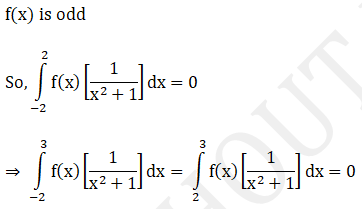 f(x) is odd
So, ∫_{-2}^{2} f(x) [1/(x² + 1)] dx = 0
⇒ ∫_{-2}^{3} f(x) [1/(x² + 1)] dx = ∫_{2}^{3} f(x) [1/(x² + 1)] dx = 0
HOUT